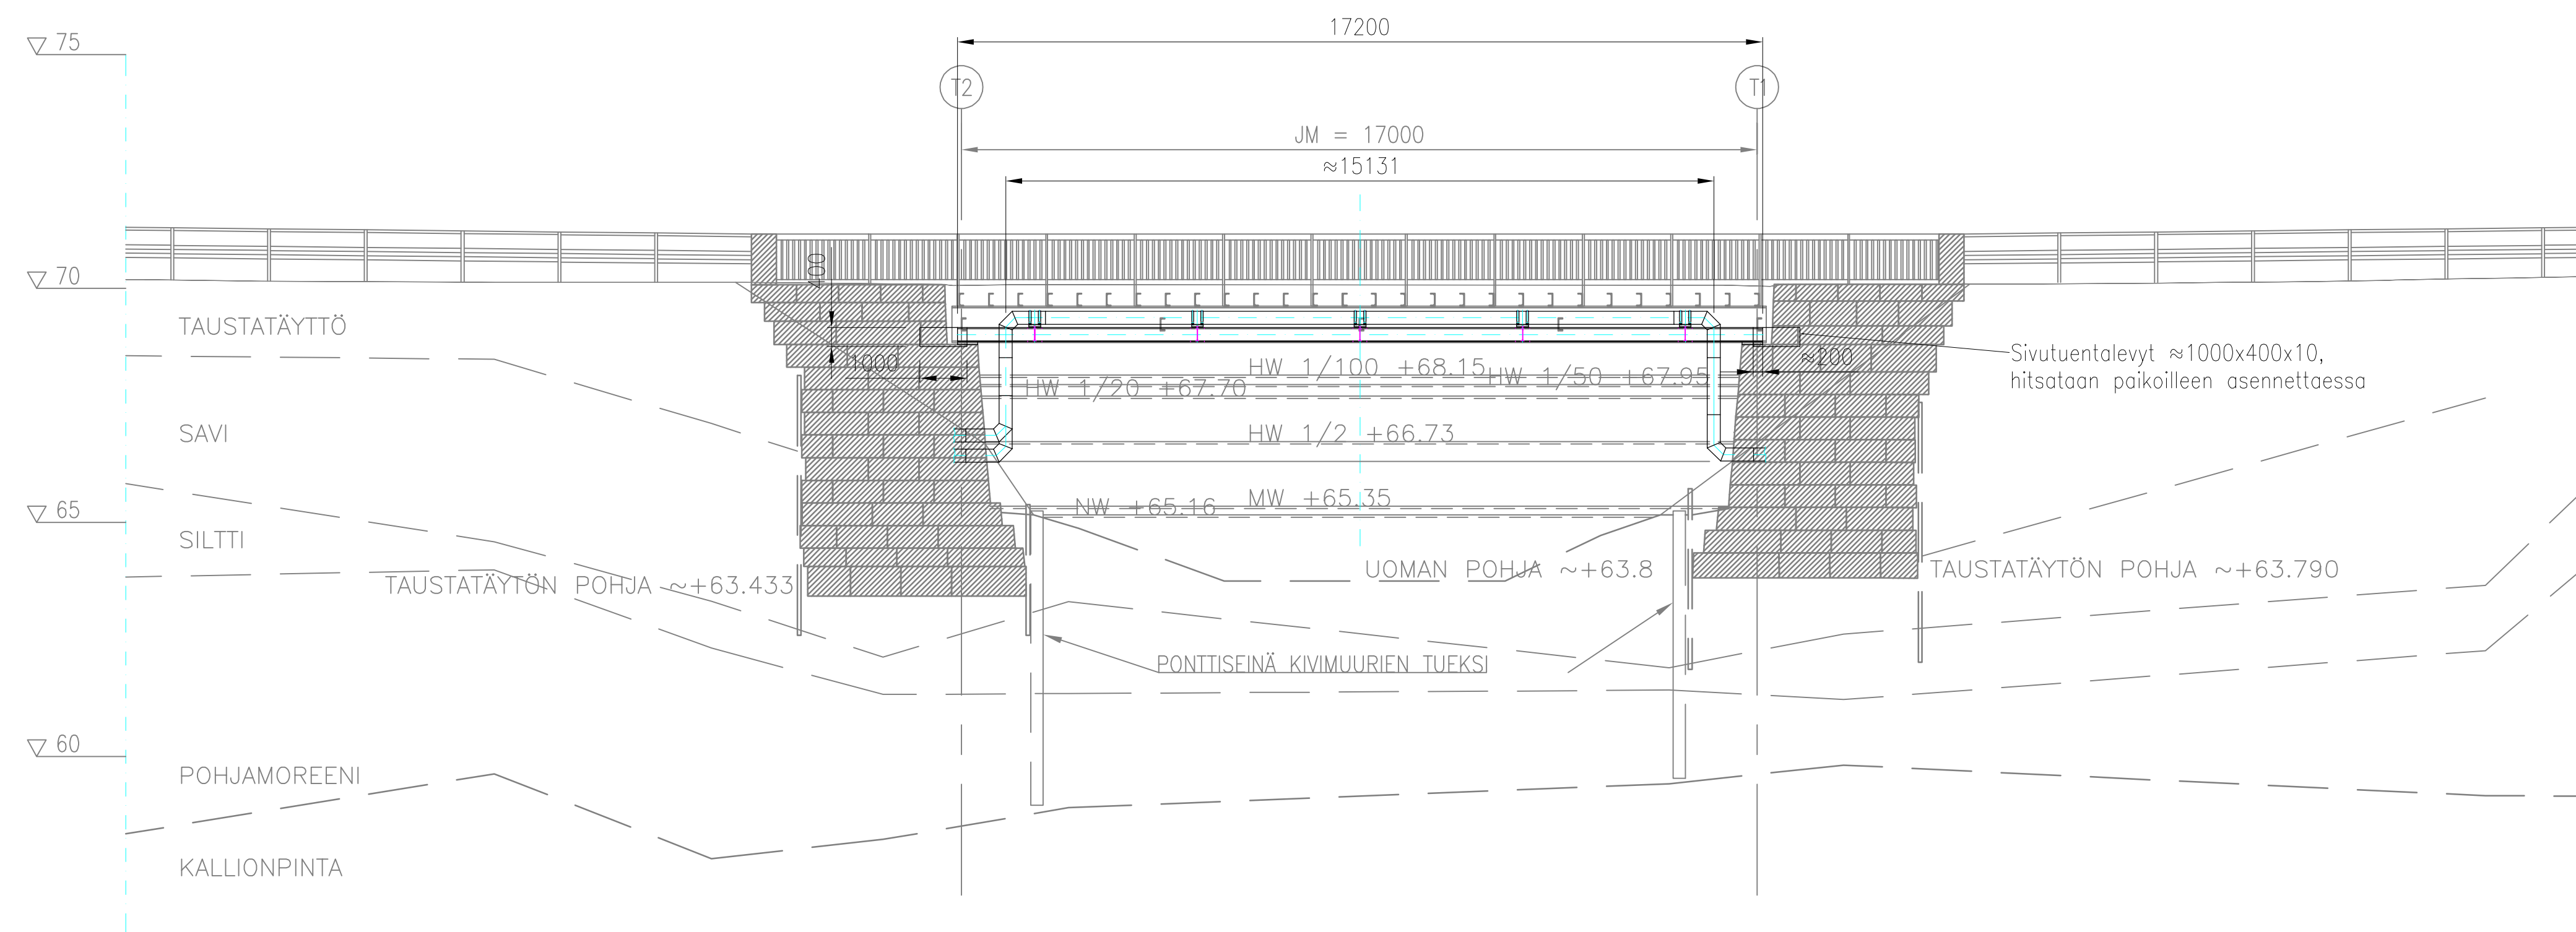 17200
75
T2
T1
JM = 17000
≈15131
70
400
TAUSTATÄYTTÖ
1000
≈200
Sivutuentalevyt ≈1000x400x10,
hitsataan paikoilleen asennettaessa
HW 1/100 +68.15
HW 1/50 +67.95
HW 1/20 +67.70
SAVI
HW 1/2 +66.73
65
NW +65.16
MW +65.35
SILTTI
TAUSTATÄYTÖN POHJA ~+63.433
UOMAN POHJA ~+63.8
TAUSTATÄYTÖN POHJA ~+63.790
PONTTISEINÄ KIVIMUURIEN TUEKSI
60
POHJAMOREENI
KALLIONPINTA